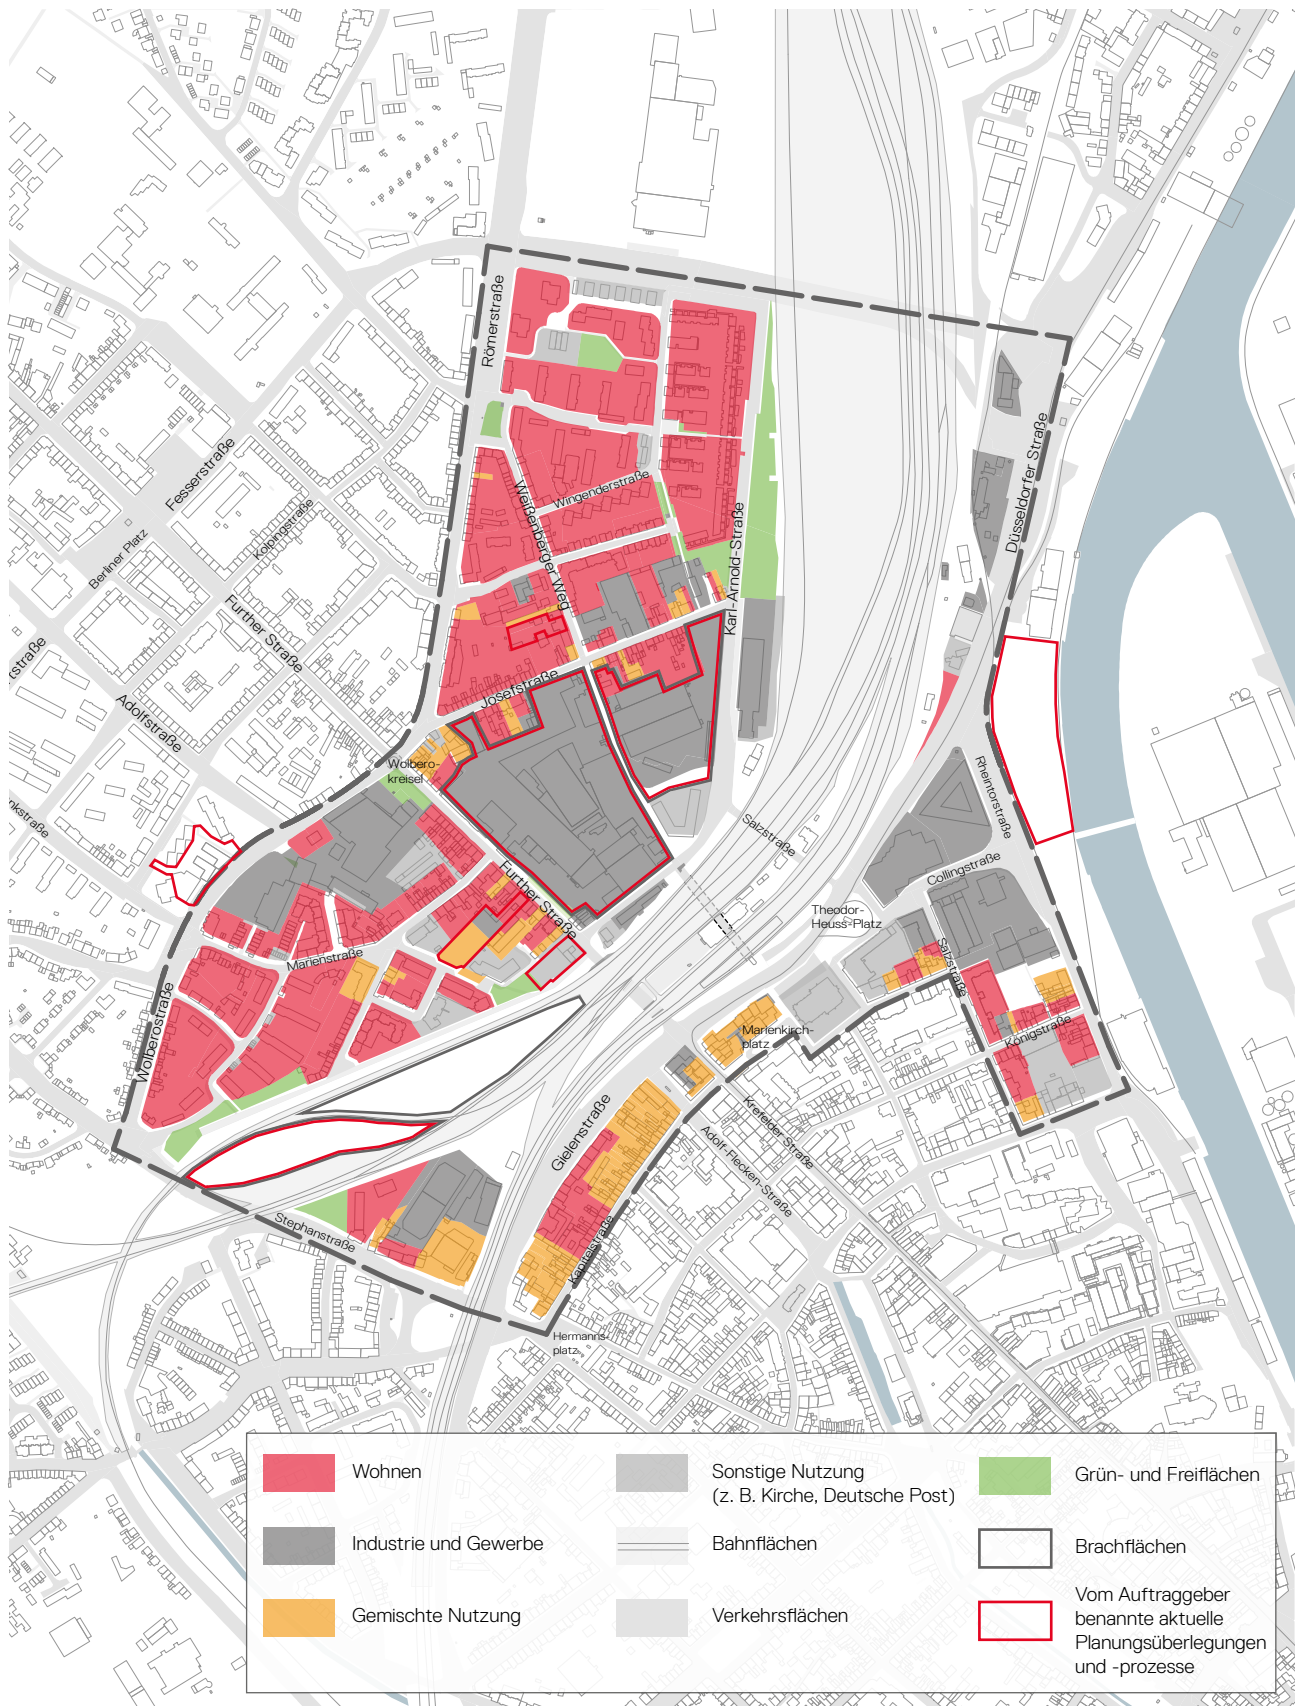 Römerstraße
Düsseldorfer Straße
Fesserstraße
Wingenderstraße
Weißenberger Weg
Kolpingstraße
Karl-Arnold-Straße
Berliner Platz
Further Straße
tstraße
Adolfstraße
Josefstraße
Wolbero-
kreisel
Rheintorstraße
nkstraße
Salzstraße
Collingstraße
Further Straße
Theodor-
Heuss-Platz
Marienstraße
Salzstraße
Wolberostraße
Marienkirch-
platz
Königstraße
Gielenstraße
Krefelder Straße
Adolf-Flecken-Straße
Stephanstraße
Kapitelstraße
Hermanns-
platz
Wohnen
Industrie und Gewerbe
Gemischte Nutzung
Sonstige Nutzung
(z. B. Kirche, Deutsche Post)
Bahnflächen
Verkehrsflächen
Grün- und Freiflächen
Brachflächen
Vom Auftraggeber
benannte aktuelle
Planungsüberlegungen
und -prozesse